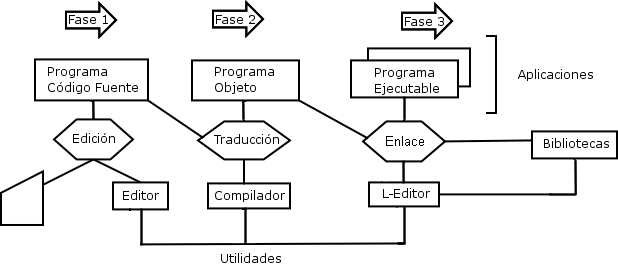 Fase 1
Fase 2
Fase 3
Programa
Código Fuente
Programa
Objeto
Programa
Ejecutable
Aplicaciones
Edición
Traducción
Enlace
Bibliotecas
Editor
Compilador
L-Editor
Utilidades